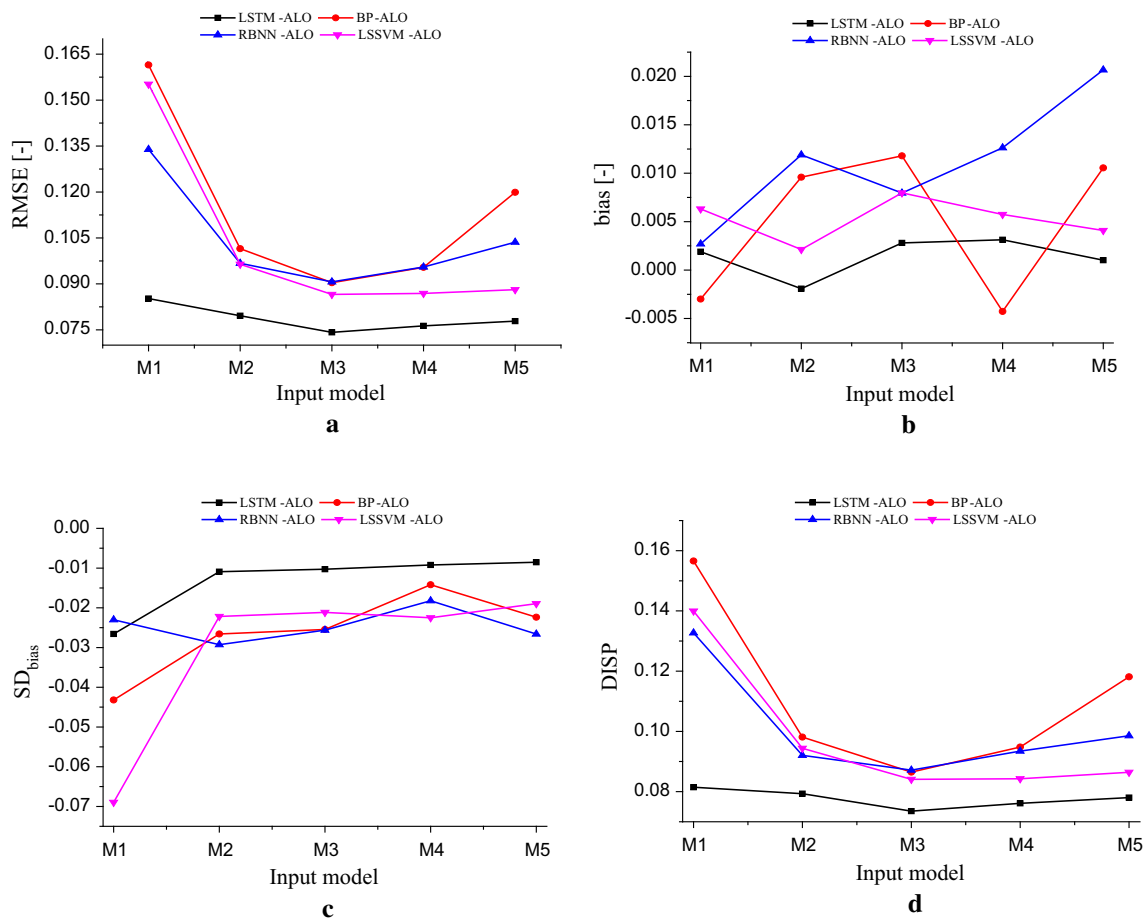 LSTM -ALO BP-ALO
RBNN -ALO LSSVM -ALO
0.165
0.150
0.135
0.120
0.105
0.090
0.075
RMSE [-]
M1 M2 M3 M4 M5
Input model
a
LSTM -ALO BP-ALO
RBNN -ALO LSSVM -ALO
0.020
0.015
0.010
0.005
0.000
-0.005
bias [-]
M1 M2 M3 M4 M5
Input model
b
LSTM -ALO BP-ALO
RBNN -ALO LSSVM -ALO
0.00
-0.01
-0.02
-0.03
-0.04
-0.05
-0.06
-0.07
SDbias
M1 M2 M3 M4 M5
Input model
c
LSTM -ALO BP-ALO
RBNN -ALO LSSVM -ALO
0.16
0.14
0.12
0.10
0.08
DISP
M1 M2 M3 M4 M5
Input model
d